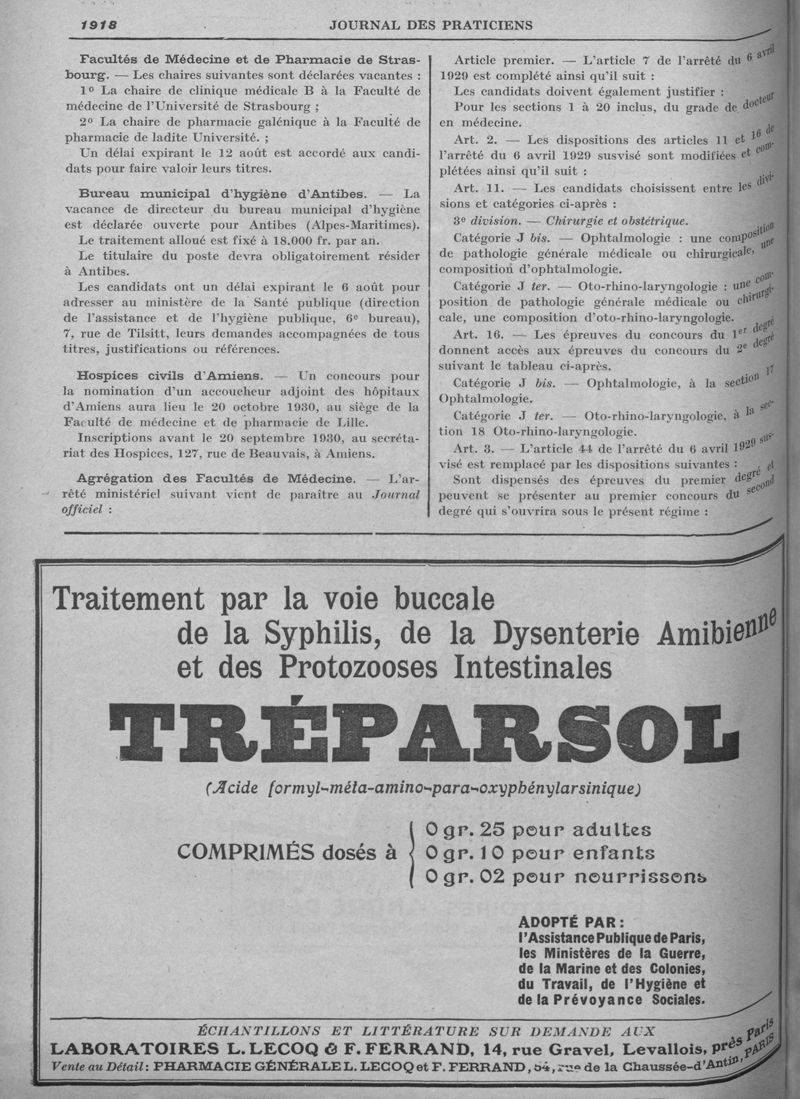 1918
JOURNAL DES PRATICIENS
Facultés de Médecine et de Pharmacie de Stras-
bourg. — Les chaires suivantes sont déclarées vacantes :
1º La chaire de clinique médicale B à la Faculté de
médecine de l'Université de Strasbourg ;
2º La chaire de pharmacie galénique à la Faculté de
pharmacie de ladite Université. ;
Un délai expirant le 12 août est accordé aux candi-
dats pour faire valoir leurs titres.
Bureau municipal d'hygiène d'Antibes. — La
vacance de directeur du bureau municipal d'hygiène
est déclarée ouverte pour Antibes (Alpes-Maritimes).
Le traitement alloué est fixé à 18.000 fr. par an.
Le titulaire du poste devra obligatoirement résider
à Antibes.
Les candidats ont un délai expirant le 6 août pour
adresser au ministère de la Santé publique (direction
de l'assistance et de l'hygiène publique, 6e bureau),
7, rue de Tilsitt, leurs demandes accompagnées de tous
titres, justifications ou références.
Hospices civils d'Amiens. — Un concours pour
la nomination d'un accoucheur adjoint des hôpitaux
d'Amiens aura lieu le 20 octobre 1930, au siège de la
Faculté de médecine et de pharmacie de Lille.
Inscriptions avant le 20 septembre 1930, au secréta-
riat des Hospices, 127, rue de Beauvais, à Amiens.
Agrégation des Facultés de Médecine. — L'ar-
rêté ministériel suivant vient de paraître au Journal
officiel :
Article premier. — L'article 7 de l'arrêté du 6 avril
1929 est complété ainsi qu'il suit :
Les candidats doivent également justifier :
Pour les sections 1 à 20 inclus, du grade de docteur
en médecine.
Art. 2. — Les dispositions des articles 11 et 16 de
l'arrêté du 6 avril 1929 susvisé sont modifiées et com-
plétées ainsi qu'il suit :
Art. 11. — Les candidats choisissent entre les divi-
sions et catégories ci-après :
3e division. — Chirurgie et obstétrique.
Catégorie J bis. — Ophtalmologie : une composition
de pathologie générale médicale ou chirurgicale, une
composition d'ophtalmologie.
Catégorie J ter. — Oto-rhino-laryngologie : une com-
position de pathologie générale médicale ou chirurgi-
cale, une composition d'oto-rhino-laryngologie.
Art. 16. — Les épreuves du concours du 1er degré
donnent accès aux épreuves du concours du 2e degré
suivant le tableau ci-après.
Catégorie J bis. — Ophtalmologie, à la section 17
Ophtalmologie.
Catégorie J ter. — Oto-rhino-laryngologie, à la sec-
tion 18 Oto-rhino-laryngologie.
Art. 3. — L'article 44 de l'arrêté du 6 avril 1929 sus-
visé est remplacé par les dispositions suivantes :
Sont dispensés des épreuves du premier degré et
peuvent se présenter au premier concours du second
degré qui s'ouvrira sous le présent régime :
Traitement par la voie buccale
de la Syphilis, de la Dysenterie Amibienne
et des Protozooses Intestinales
TRÉPARSOL
(Acide formyl-méta-amino-para-oxyphénylarsinique)
COMPRIMÉS dosés à
0 gr. 25 pour adultes
0 gr. 10 pour enfants
0 gr. 02 pour nourrissons
ADOPTÉ PAR :
l'Assistance Publique de Paris,
les Ministères de la Guerre,
de la Marine et des Colonies,
du Travail, de l'Hygiène et
de la Prévoyance Sociales.
ÉCHANTILLONS ET LITTÉRATURE SUR DEMANDE AUX
LABORATOIRES L. LECOQ & F. FERRAND, 14, rue Gravel, Levallois, près Paris
Vente au Détail : PHARMACIE GÉNÉRALE L. LECOQ et F. FERRAND, 54, rue de la Chaussée-d'Antin, PARIS